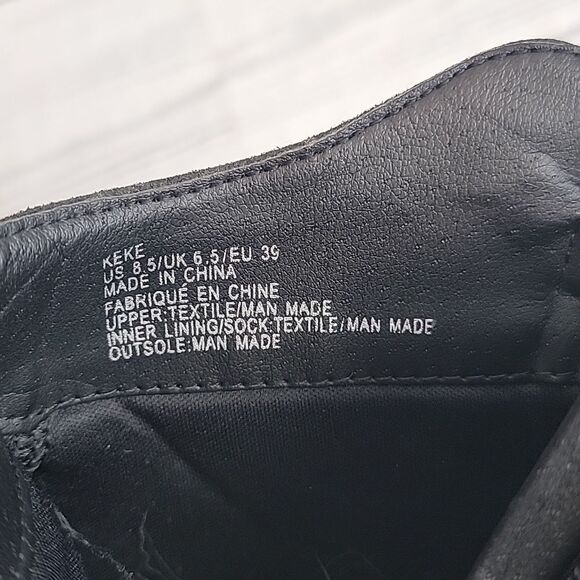 KEKE
US 8.5/UK 6.5/EU 39
MADE IN CHINA
FABRIQUÉ EN CHINE
UPPER:TEXTILE/MAN MADE
INNER LINING/SOCK:TEXTILE/MAN MADE
OUTSOLE:MAN MADE